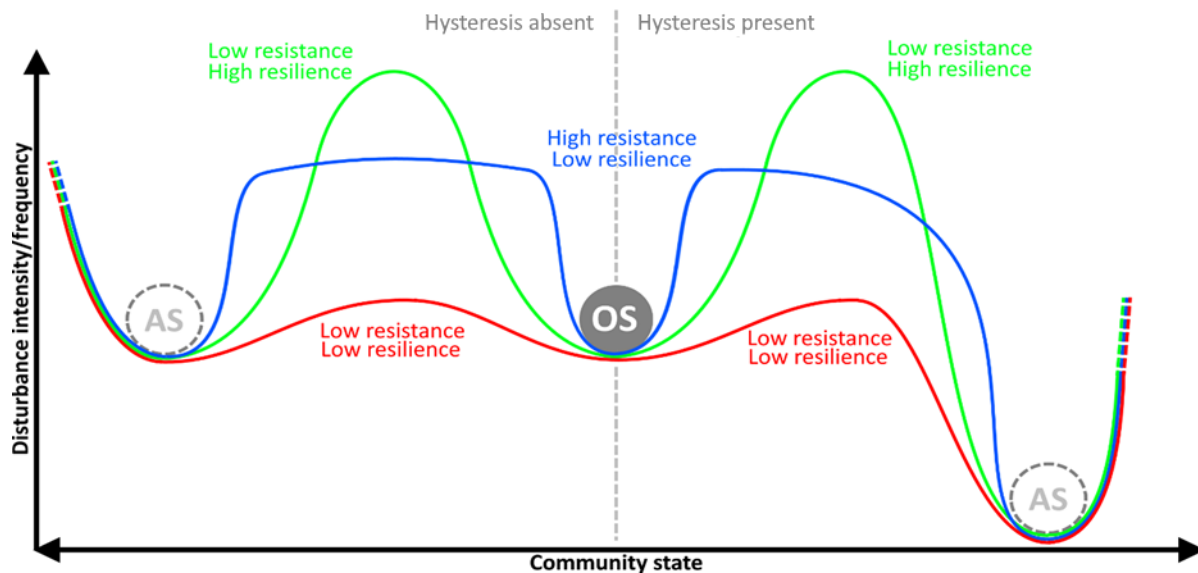 Hysteresis absent
Hysteresis present
Low resistance
High resilience
Low resistance
High resilience
High resistance
Low resilience
AS
OS
Low resistance
Low resilience
Low resistance
Low resilience
AS
Disturbance intensity/frequency
Community state